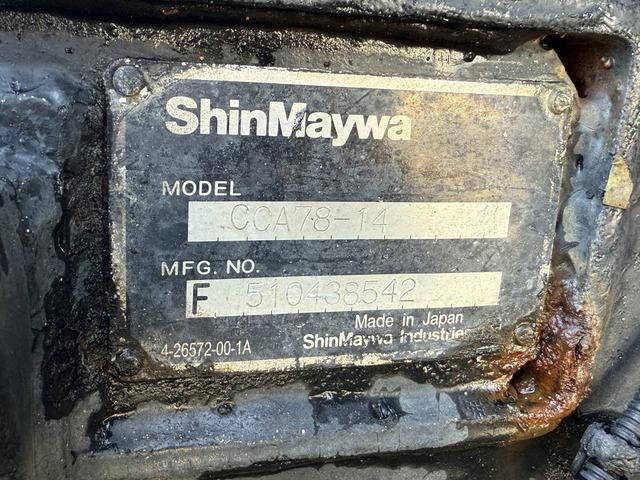 ShinMaywa
MODEL
CCA78-14
MFG. NO.
F 510438542
Made in Japan
4-26572-00-1A
ShinMaywa Industries